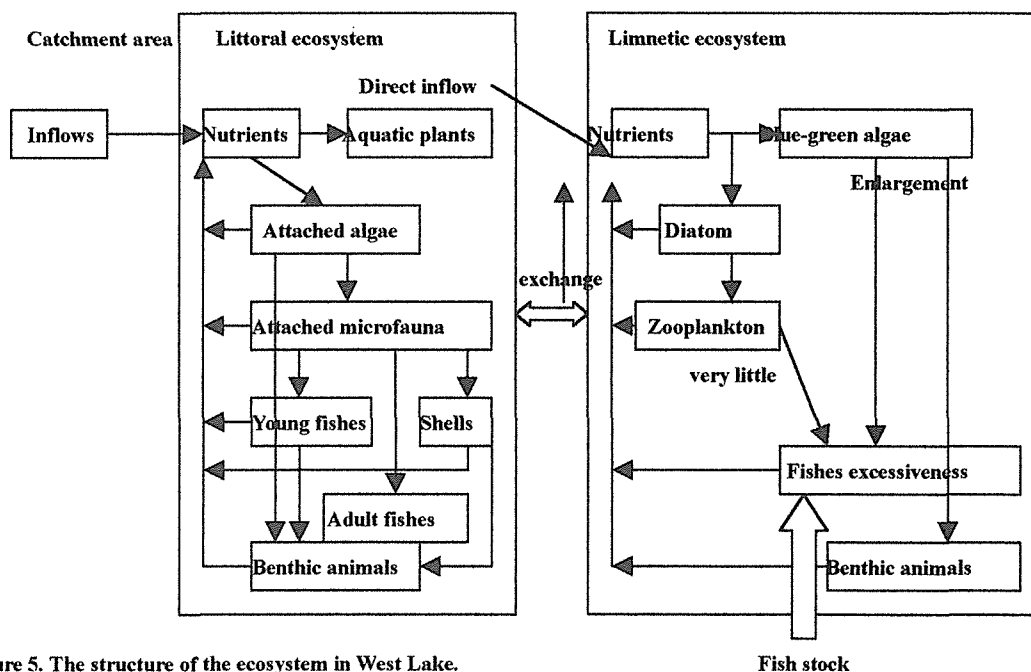 Catchment area
Littoral ecosystem
Limnetic ecosystem
Direct inflow
Inflows
Nutrients
Aquatic plants
Nutrients
Blue-green algae
Enlargement
Attached algae
Diatom
exchange
Attached microfauna
Zooplankton
very little
Young fishes
Shells
Fishes excessiveness
Adult fishes
Benthic animals
Benthic animals
ure 5. The structure of the ecosystem in West Lake.
Fish stock